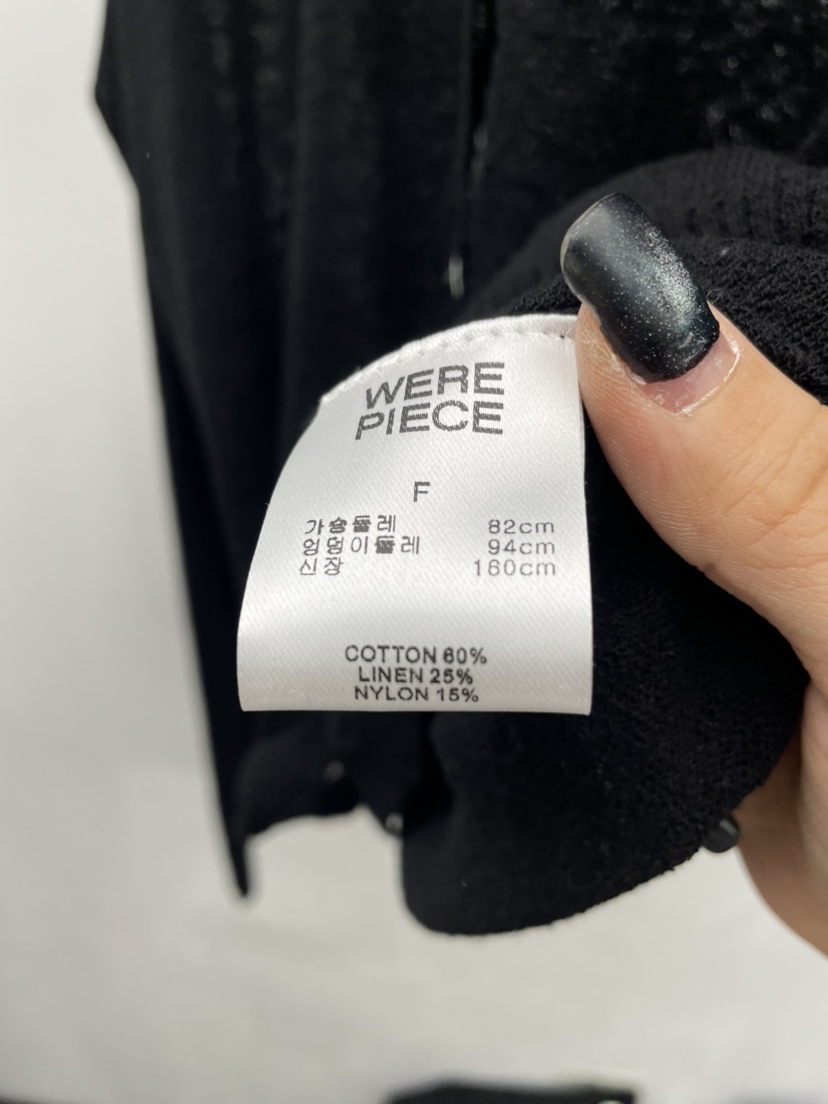 WERE
PIECE
F
가슴둘레 82cm
엉덩이둘레 94cm
신장 160cm
COTTON 60%
LINEN 25%
NYLON 15%